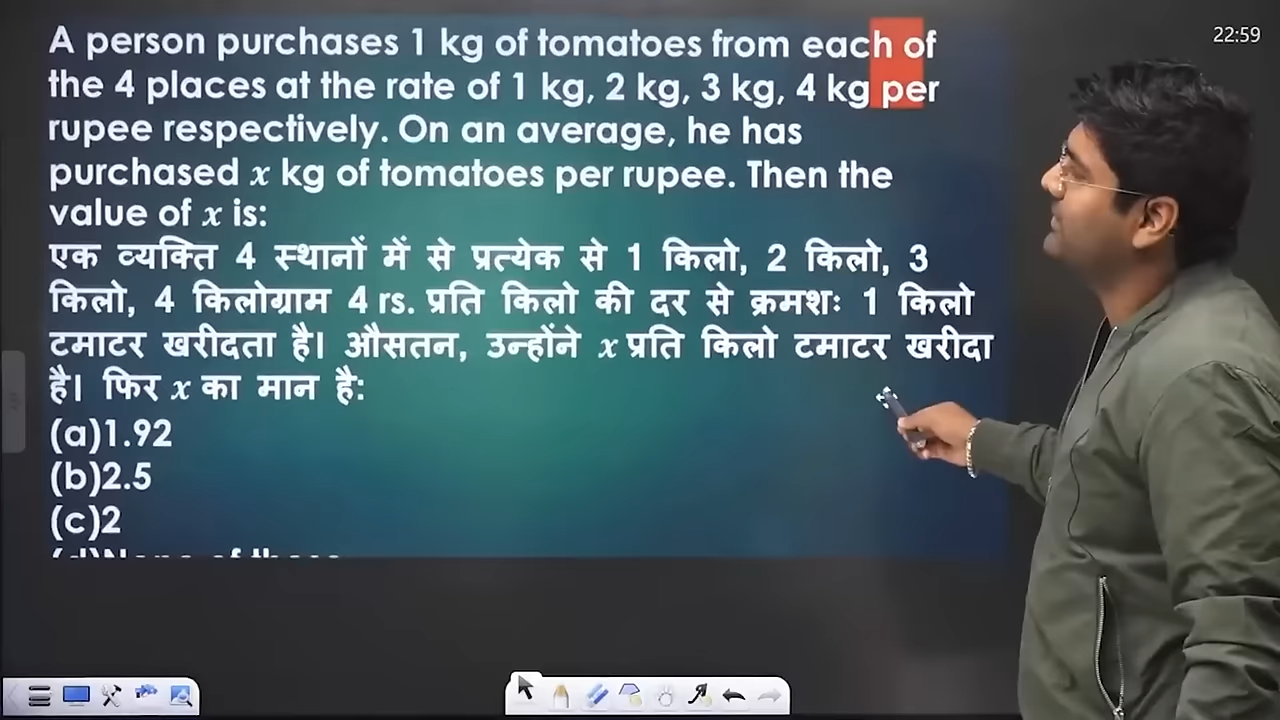 22:59
A person purchases 1 kg of tomatoes from each of
the 4 places at the rate of 1 kg, 2 kg, 3 kg, 4 kg per
rupee respectively. On an average, he has
purchased x kg of tomatoes per rupee. Then the
value of x is:
एक व्यक्ति 4 स्थानों में से प्रत्येक से 1 किलो, 2 किलो, 3
किलो, 4 किलोग्राम 4 rs. प्रति किलो की दर से क्रमशः 1 किलो
टमाटर खरीदता है। औसतन, उन्होंने x प्रति किलो टमाटर खरीदा
है। फिर x का मान है:
(a)1.92
(b)2.5
(c)2